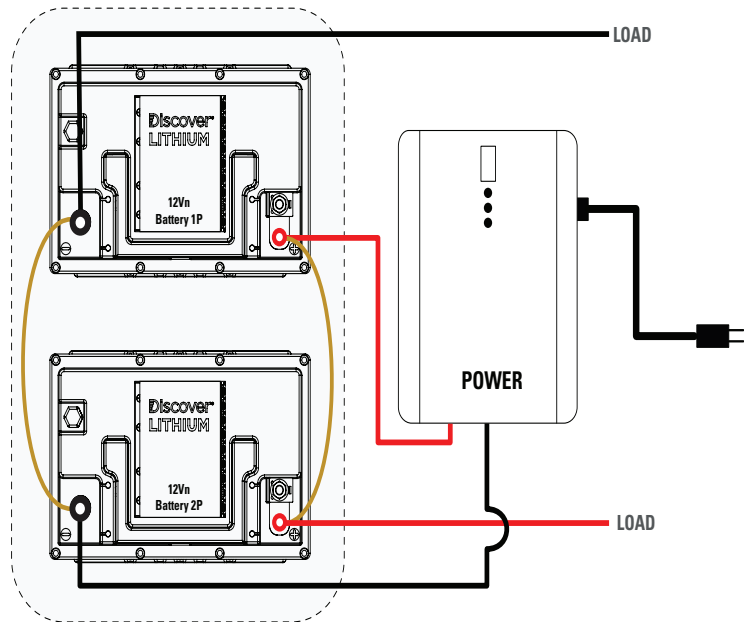 LOAD
Discover®
LITHIUM
12Vn
Battery 1P
POWER
Discover®
LITHIUM
12Vn
Battery 2P
LOAD